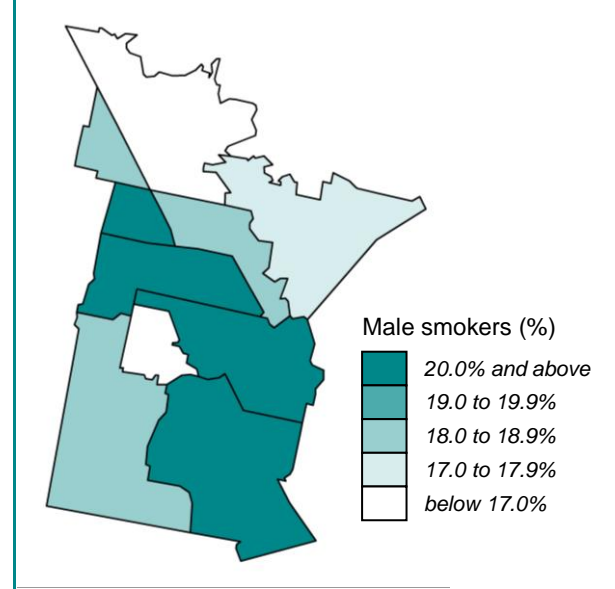 Male smokers (%)
20.0% and above
19.0 to 19.9%
18.0 to 18.9%
17.0 to 17.9%
below 17.0%